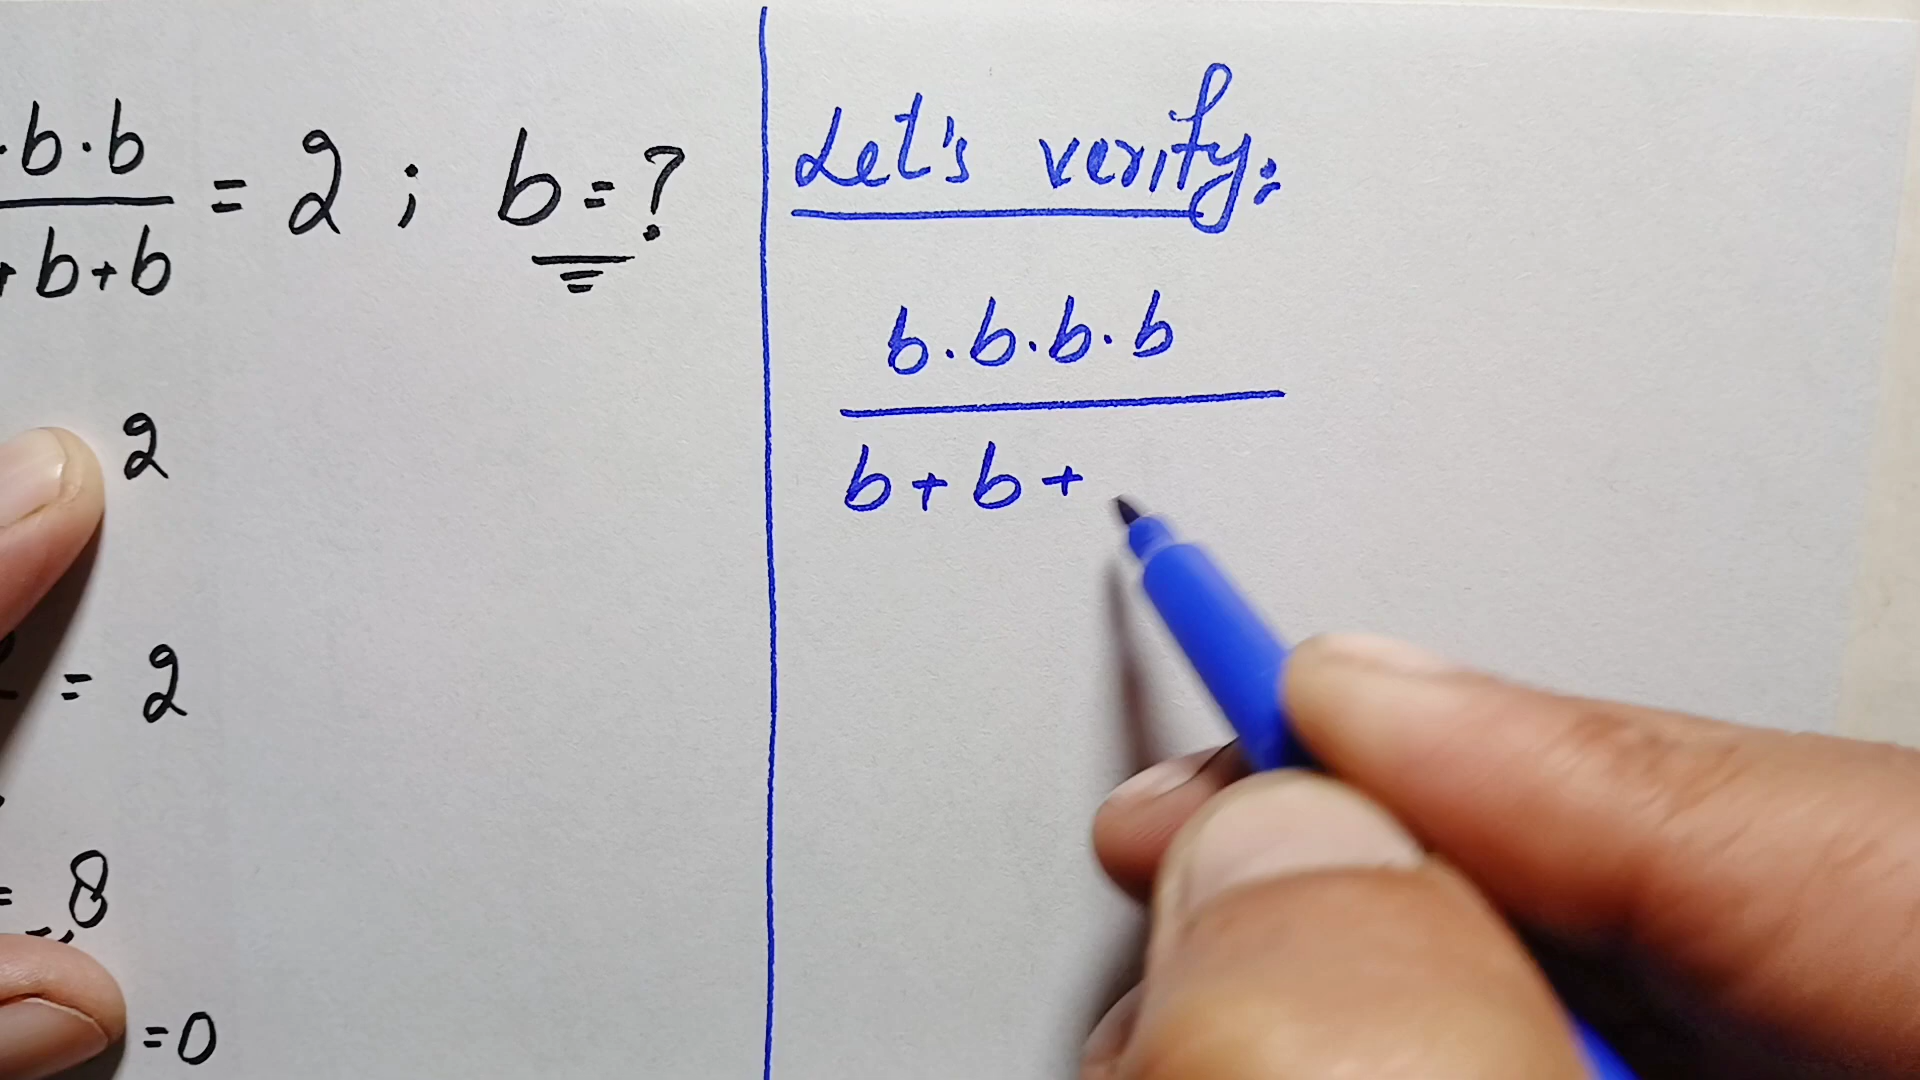 ·b·b
= 2 ; b=?
+b+b
2
= 2
= 8
=0
Let's verify:
b·b·b·b
b+b+